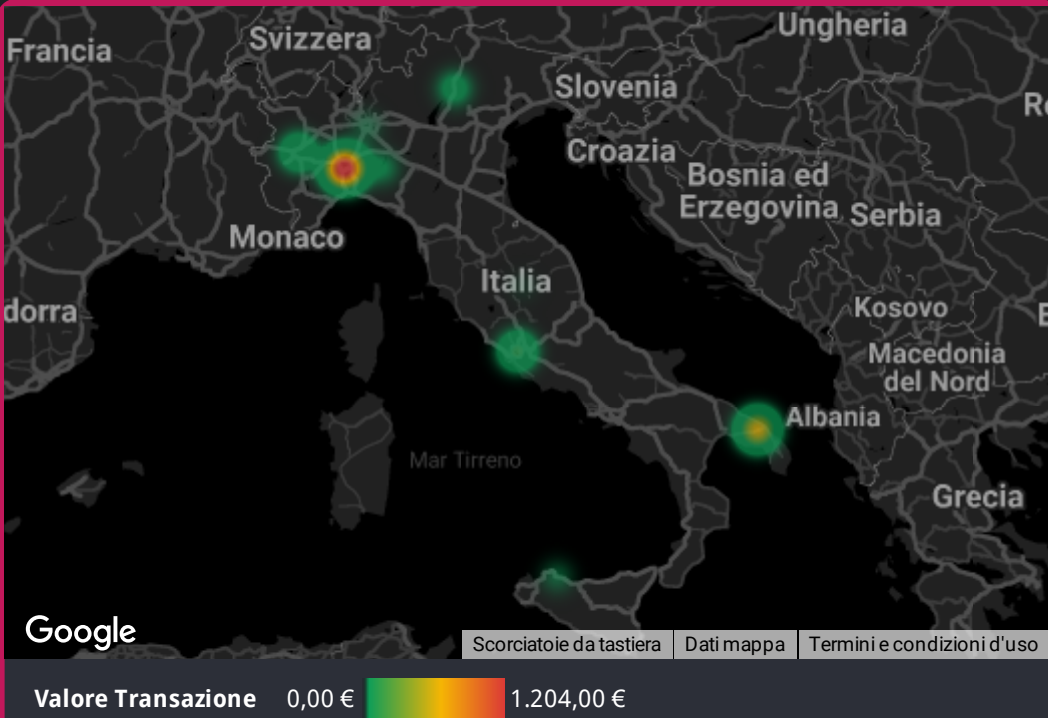 Ungheria
Francia
Svizzera
Slovenia
Croazia
Bosnia ed
Erzegovina
Serbia
Monaco
Italia
dorra
Kosovo
Macedonia
del Nord
Albania
Mar Tirreno
Grecia
Google
Scorciatoie da tastiera
Dati mappa
Termini e condizioni d'uso
Valore Transazione 0,00 € 1.204,00 €